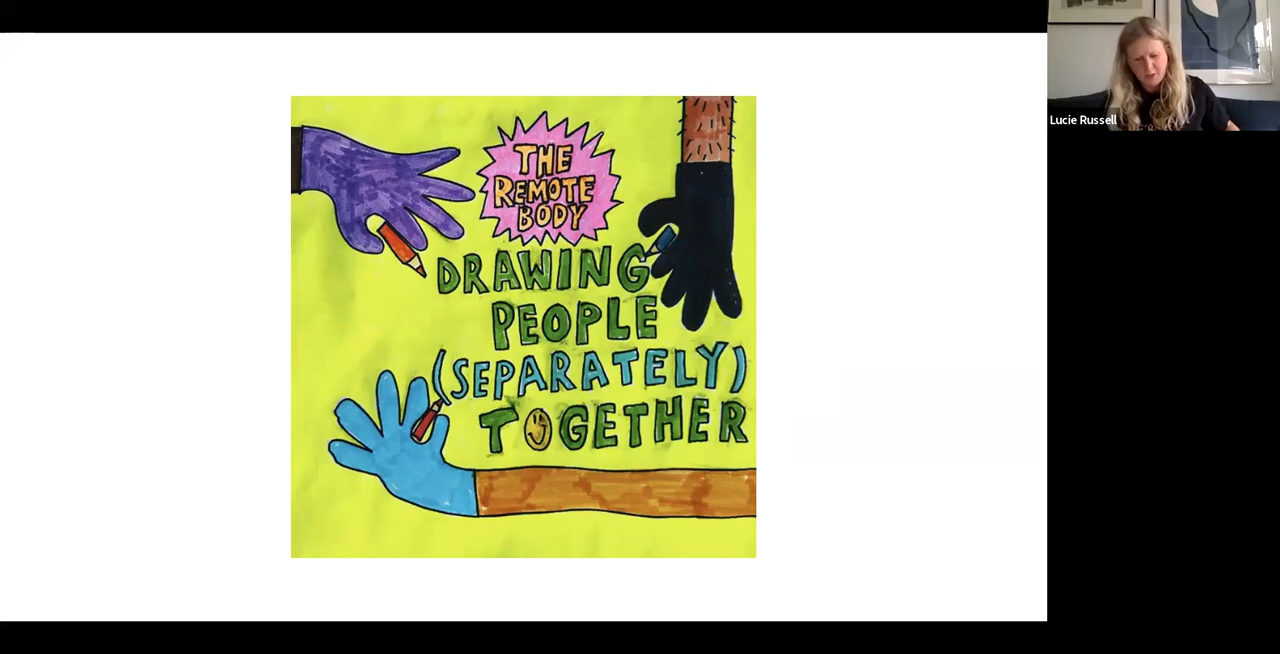 THE
REMOTE
BODY
DRAWING
PEOPLE
(SEPARATELY)
TOGETHER
Lucie Russell